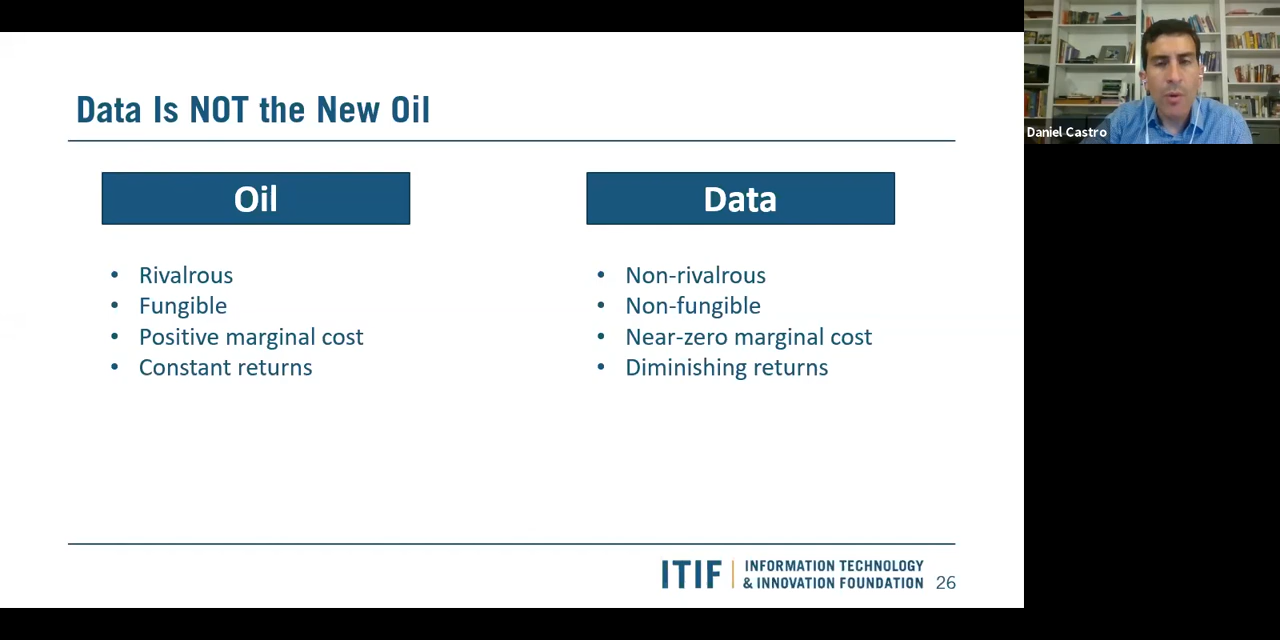 Data Is NOT the New Oil
Oil
• Rivalrous
• Fungible
• Positive marginal cost
• Constant returns
Data
• Non-rivalrous
• Non-fungible
• Near-zero marginal cost
• Diminishing returns
ITIF
INFORMATION TECHNOLOGY
& INNOVATION FOUNDATION
26
Daniel Castro